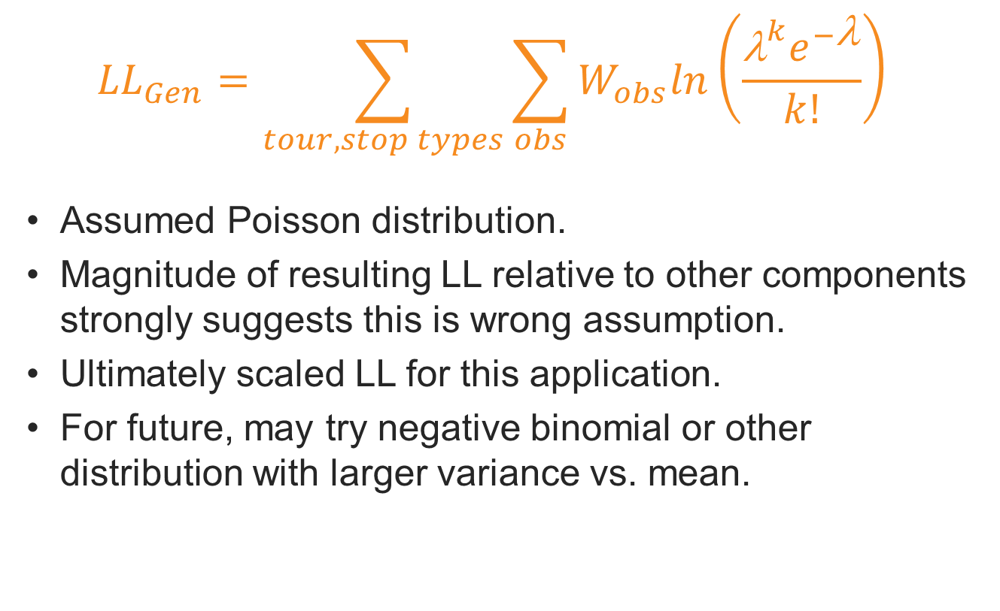 LL_{Gen} = \sum_{tour,stop types} \sum_{obs} W_{obs} ln \left( \frac{\lambda^k e^{-\lambda}}{k!} \right)
• Assumed Poisson distribution.
• Magnitude of resulting LL relative to other components
strongly suggests this is wrong assumption.
• Ultimately scaled LL for this application.
• For future, may try negative binomial or other
distribution with larger variance vs. mean.